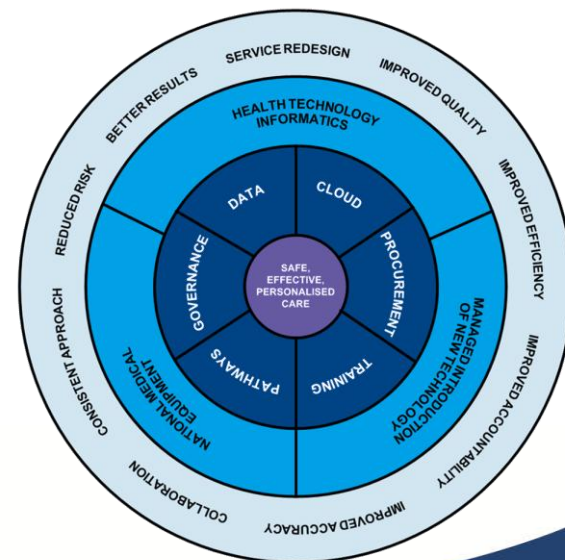 SERVICE REDESIGN
IMPROVED QUALITY
IMPROVED EFFICIENCY
IMPROVED ACCOUNTABILITY
IMPROVED ACCURACY
COLLABORATION
CONSISTENT APPROACH
REDUCED RISK
BETTER RESULTS
HEALTH TECHNOLOGY
INFORMATICS
MANAGED INTRODUCTION
OF NEW TECHNOLOGY
NATIONAL MEDICAL
EQUIPMENT
DATA
CLOUD
PROCUREMENT
TRAINING
PATHWAYS
GOVERNANCE
SAFE,
EFFECTIVE,
PERSONALISED
CARE